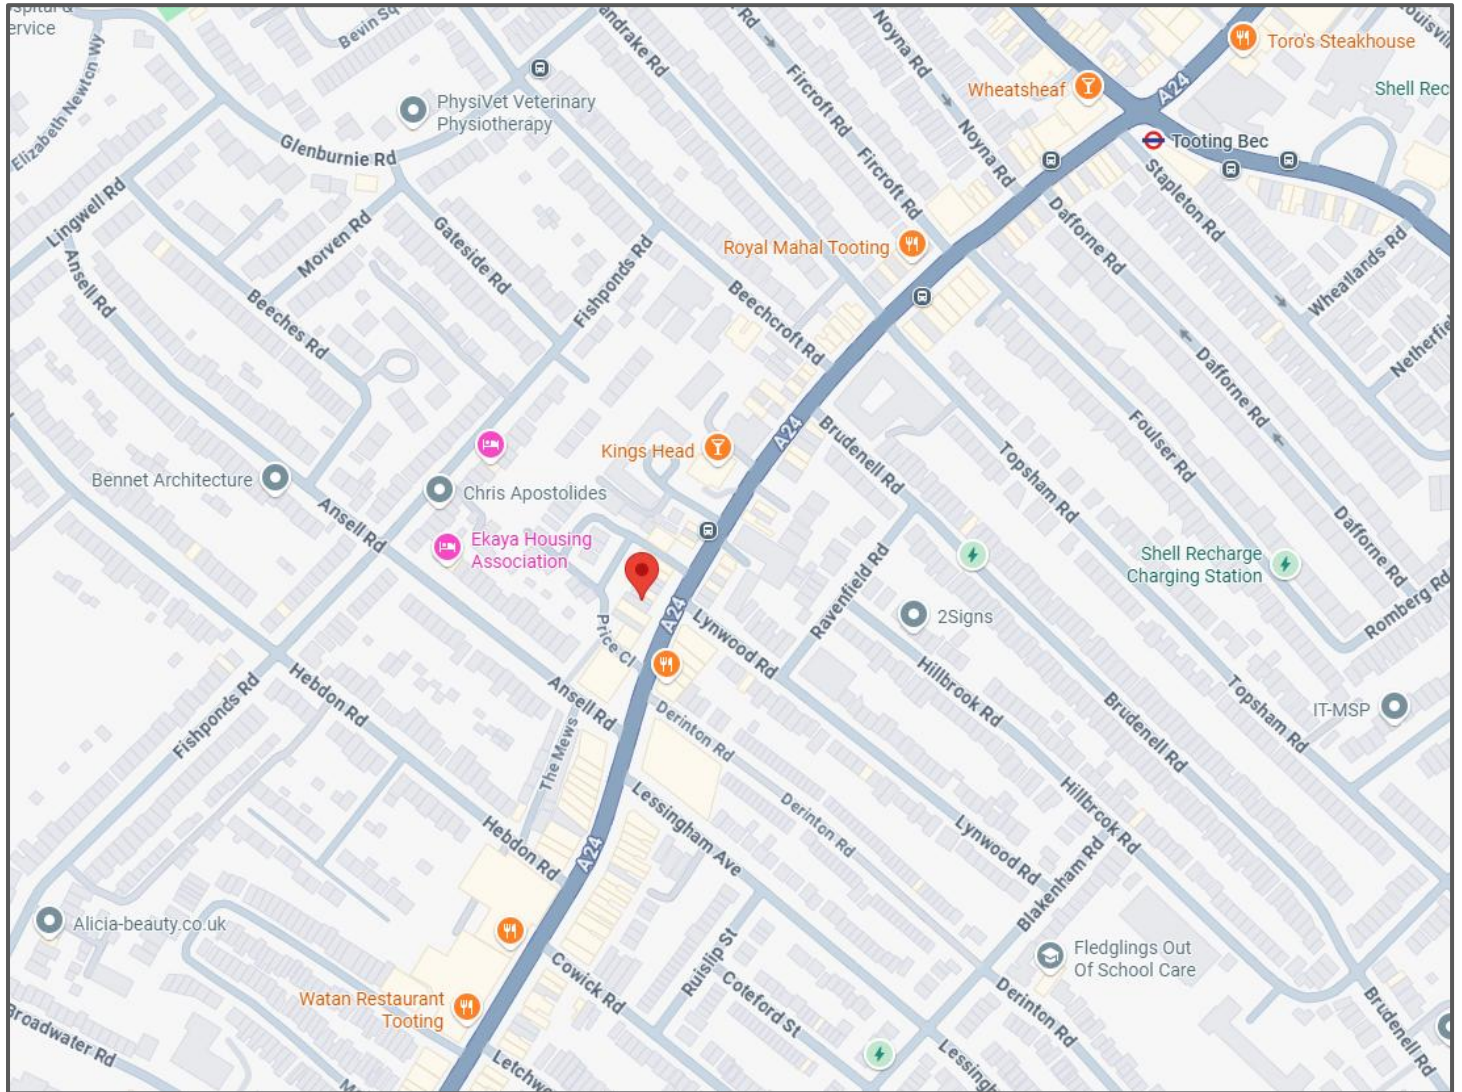 ervice
Bevin Sq
andrake Rd
Rd
Noyna Rd
Toro's Steakhouse
Elizabeth Newton Wy
PhysiVet Veterinary
Physiotherapy
Fircroft Rd
Wheatsheaf
A24
Shell Rec
Glenburnie Rd
Noyna Rd
Tooting Bec
Fircroft Rd
Stapleton Rd
Lingwell Rd
Morven Rd
Gateside Rd
Fishponds Rd
Royal Mahal Tooting
Dafforne Rd
Wheatlands Rd
Ansell Rd
Beeches Rd
Beechcroft Rd
Netherfie
Dafforne Rd
A24
Kings Head
Brudenell Rd
Foulser Rd
Topsham Rd
Bennet Architecture
Chris Apostolides
Ansell Rd
Ekaya Housing
Association
Shell Recharge
Charging Station
Dafforne Rd
Ravenfield Rd
2Signs
Romberg Rd
A24
Price Cl
Lynwood Rd
Hebdon Rd
Fishponds Rd
Ansell Rd
Hillbrook Rd
Topsham Rd
IT-MSP
Derinton Rd
Brudenell Rd
The Mews
Lessingham Ave
Derinton Rd
Hillbrook Rd
Hebdon Rd
A24
Lynwood Rd
Blakenham Rd
Alicia-beauty.co.uk
Fledglings Out
Of School Care
Cowick Rd
Ruislip St
Coteford St
Derinton Rd
Watan Restaurant
Tooting
Brudenell Rd
Broadwater Rd
Letchw
Lessingh